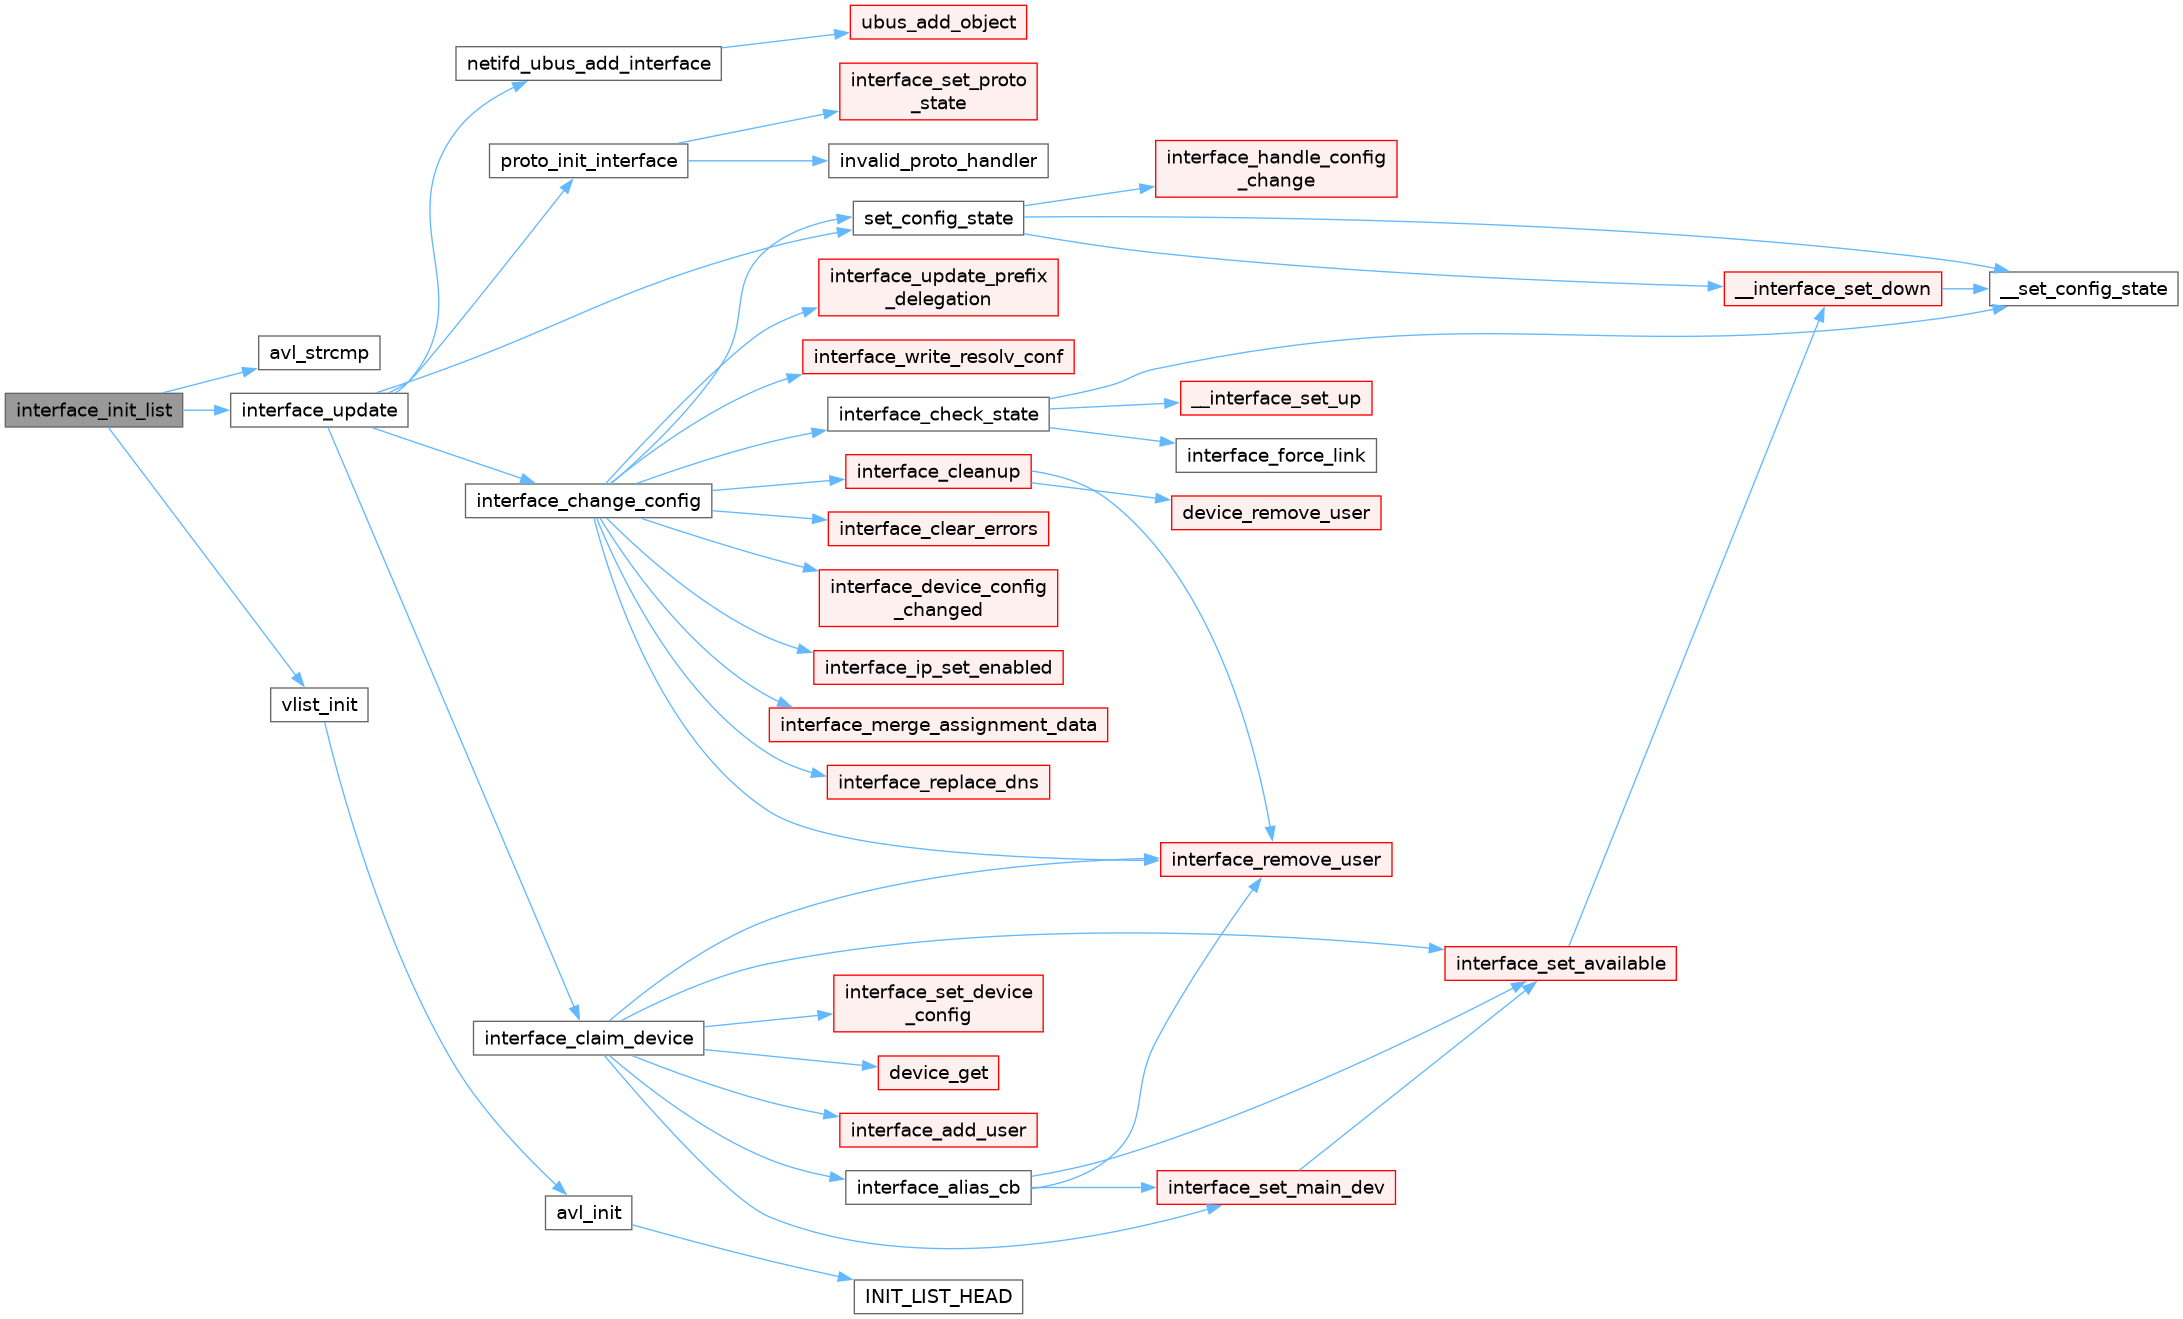 ubus_add_object
netifd_ubus_add_interface
interface_set_proto
_state
proto_init_interface
invalid_proto_handler
interface_handle_config
_change
set_config_state
interface_update_prefix
_delegation
__interface_set_down
__set_config_state
avl_strcmp
interface_write_resolv_conf
interface_init_list
interface_update
interface_check_state
__interface_set_up
interface_force_link
interface_change_config
interface_cleanup
device_remove_user
interface_clear_errors
interface_device_config
_changed
interface_ip_set_enabled
vlist_init
interface_merge_assignment_data
interface_replace_dns
interface_remove_user
interface_set_available
interface_set_device
_config
interface_claim_device
device_get
interface_add_user
interface_alias_cb
interface_set_main_dev
avl_init
INIT_LIST_HEAD